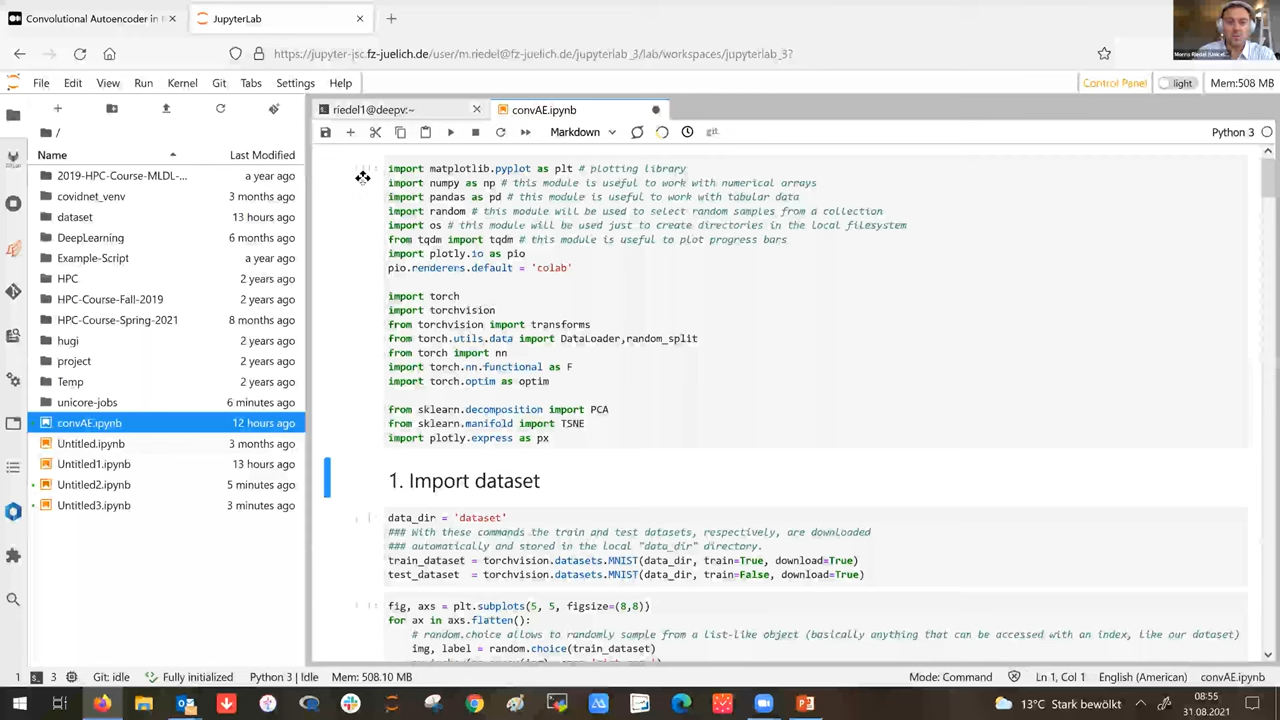 Convolutional Autoencoder in
JupyterLab
https://jupyter-jsc.fz-juelich.de/user/m.riedel@fz-juelich.de/jupyterlab_3/lab/workspaces/jupyterlab_3?
File Edit View Run Kernel Git Tabs Settings Help
Control Panel light Mem:508 MB
riedel1@deepv:~
convAE.ipynb
Markdown
git
Python 3
/
Name Last Modified
2019-HPC-Course-MLDL-... a year ago
covidnet_venv 3 months ago
dataset 13 hours ago
DeepLearning 6 months ago
Example-Script a year ago
HPC 2 years ago
HPC-Course-Fall-2019 2 years ago
HPC-Course-Spring-2021 8 months ago
hugi 2 years ago
project 2 years ago
Temp 2 years ago
unicore-jobs 6 minutes ago
convAE.ipynb 12 hours ago
Untitled.ipynb 3 months ago
Untitled1.ipynb 13 hours ago
Untitled2.ipynb 5 minutes ago
Untitled3.ipynb 3 minutes ago
import matplotlib.pyplot as plt # plotting library
import numpy as np # this module is useful to work with numerical arrays
import pandas as pd # this module is useful to work with tabular data
import random # this module will be used to select random samples from a collection
import os # this module will be used just to create directories in the local filesystem
from tqdm import tqdm # this module is useful to plot progress bars
import plotly.io as pio
pio.renderers.default = 'colab'
import torch
import torchvision
from torchvision import transforms
from torch.utils.data import DataLoader,random_split
from torch import nn
import torch.nn.functional as F
import torch.optim as optim
from sklearn.decomposition import PCA
from sklearn.manifold import TSNE
import plotly.express as px
1. Import dataset
data_dir = 'dataset'
### With these commands the train and test datasets, respectively, are downloaded
### automatically and stored in the local "data_dir" directory.
train_dataset = torchvision.datasets.MNIST(data_dir, train=True, download=True)
test_dataset = torchvision.datasets.MNIST(data_dir, train=False, download=True)
fig, axs = plt.subplots(5, 5, figsize=(8,8))
for ax in axs.flatten():
# random.choice allows to randomly sample from a list-like object (basically anything that can be accessed with an index, like our dataset)
img, label = random.choice(train_dataset)
1 3 Git: idle Fully initialized Python 3 | Idle Mem: 508.10 MB
Mode: Command Ln 1, Col 1 English (American) convAE.ipynb
13°C Stark bewölkt
08:55
31.08.2021